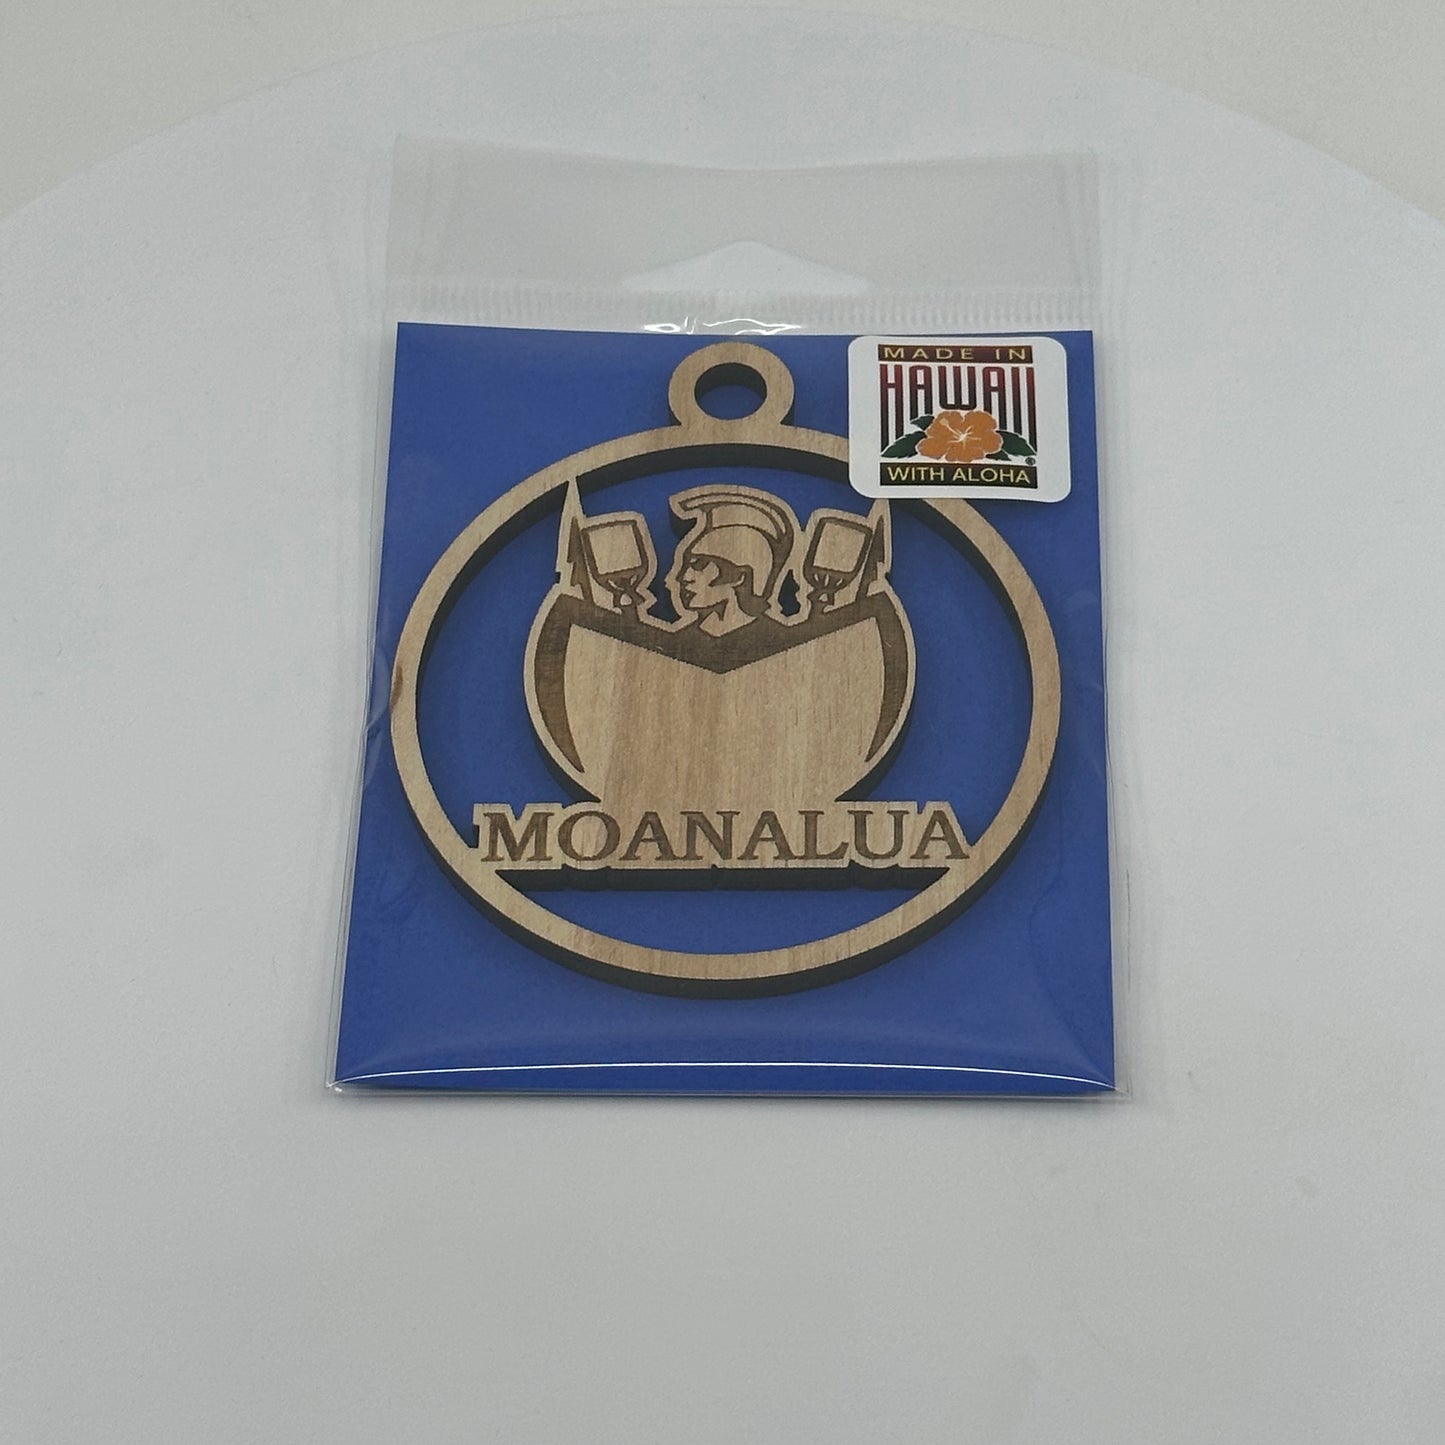 MADE IN
HAWAII
®
WITH ALOHA
MOANALUA